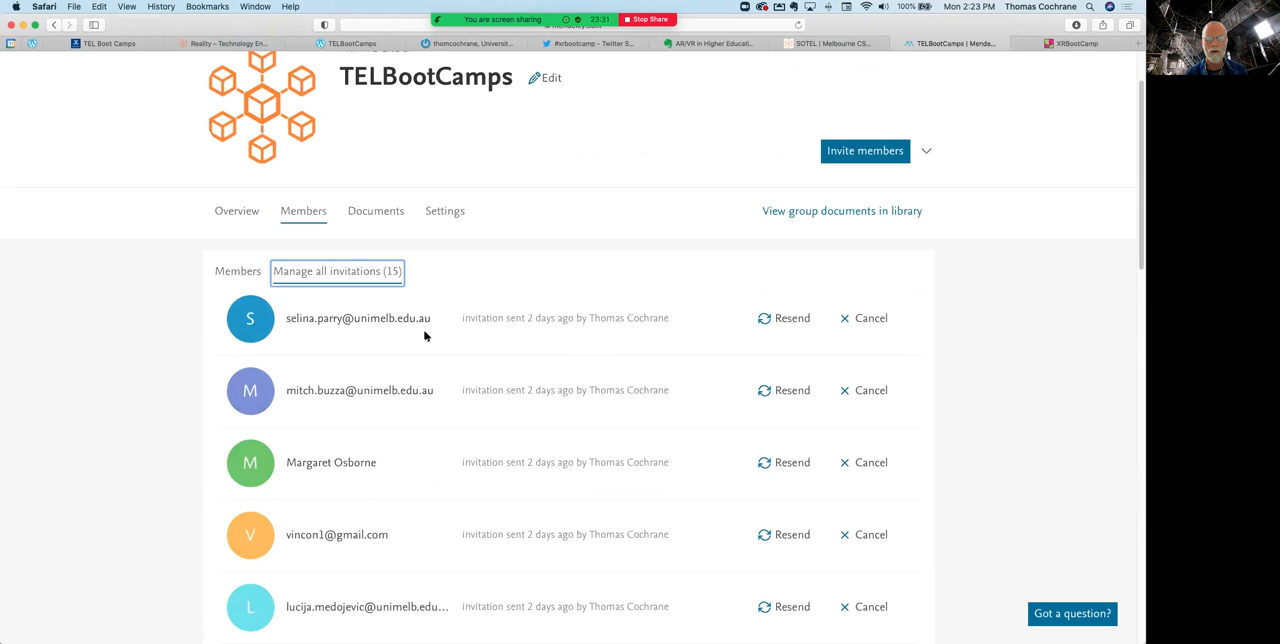 Safari File Edit View History Bookmarks Window Help
100% Mon 2:23 PM Thomas Cochrane
You are screen sharing 23:31 Stop Share
TEL Boot Camps
Reality – Technology En...
TELBootCamps
thomcochrane, Universit...
#xrbootcamp - Twitter S...
AR/VR in Higher Educati...
SOTEL | Melbourne CS...
TELBootCamps | Mende...
XRBootCamp
TELBootCamps Edit
Invite members
Overview Members Documents Settings View group documents in library
Members Manage all invitations (15)
S selina.parry@unimelb.edu.au invitation sent 2 days ago by Thomas Cochrane Resend Cancel
M mitch.buzza@unimelb.edu.au invitation sent 2 days ago by Thomas Cochrane Resend Cancel
M Margaret Osborne invitation sent 2 days ago by Thomas Cochrane Resend Cancel
V vincon1@gmail.com invitation sent 2 days ago by Thomas Cochrane Resend Cancel
L lucija.medojevic@unimelb.edu... invitation sent 2 days ago by Thomas Cochrane Resend Cancel
Got a question?